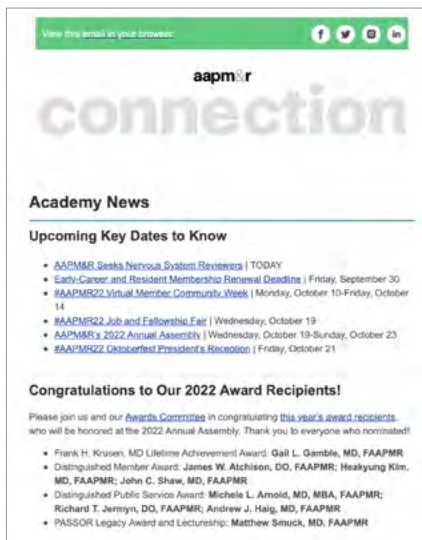 View this email in your browser.
aapm&r
connection
Academy News
Upcoming Key Dates to Know
• AAPM&R Seeks Nervous System Reviewers | TODAY
• Early-Career and Resident Membership Renewal Deadline | Friday, September 30
• #AAPMR22 Virtual Member Community Week | Monday, October 10-Friday, October
14
• #AAPMR22 Job and Fellowship Fair | Wednesday, October 19
• AAPM&R's 2022 Annual Assembly | Wednesday, October 19-Sunday, October 23
• #AAPMR22 Oktoberfest President's Reception | Friday, October 21
Congratulations to Our 2022 Award Recipients!
Please join us and our Awards Committee in congratulating this year's award recipients,
who will be honored at the 2022 Annual Assembly. Thank you to everyone who nominated!
• Frank H. Krusen, MD Lifetime Achievement Award: Gail L. Gamble, MD, FAAPMR
• Distinguished Member Award: James W. Atchison, DO, FAAPMR; Heakyung Kim,
MD, FAAPMR; John C. Shaw, MD, FAAPMR
• Distinguished Public Service Award: Michele L. Arnold, MD, MBA, FAAPMR;
Richard T. Jermyn, DO, FAAPMR; Andrew J. Haig, MD, FAAPMR
• PASSOR Legacy Award and Lectureship: Matthew Smuck, MD, FAAPMR